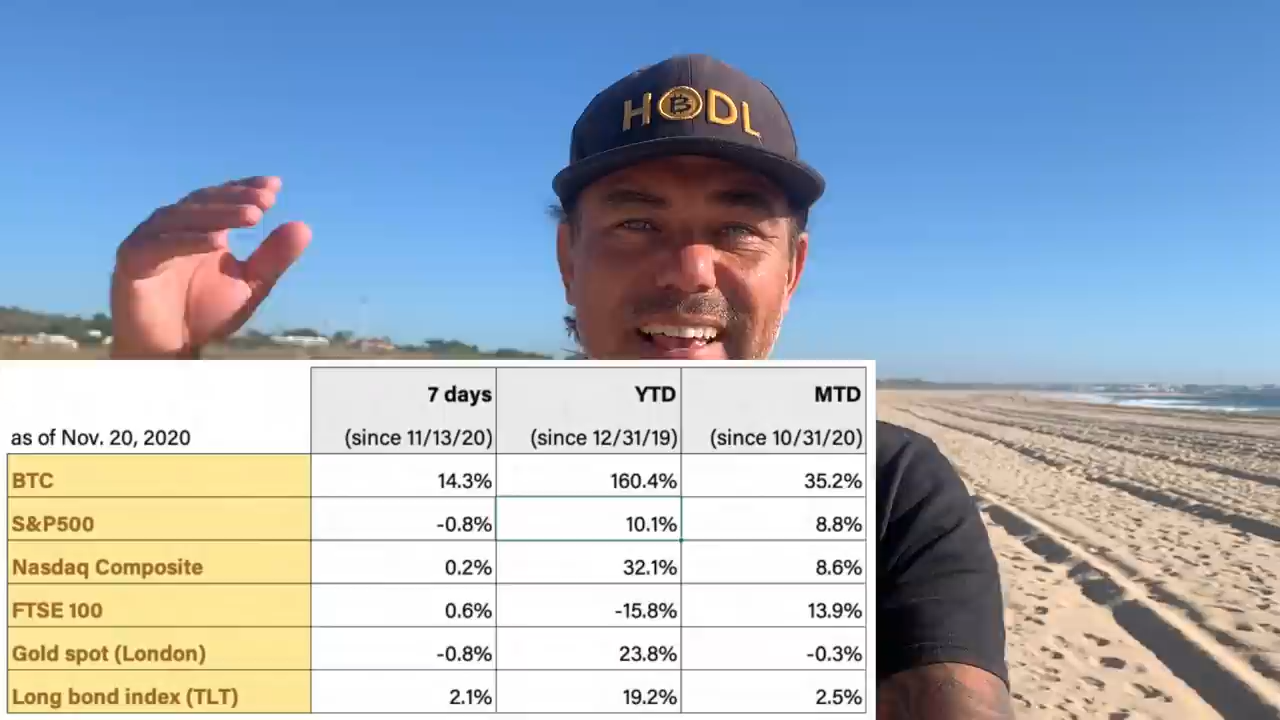 HODL
7 days YTD MTD
as of Nov. 20, 2020 (since 11/13/20) (since 12/31/19) (since 10/31/20)
BTC 14.3% 160.4% 35.2%
S&P500 -0.8% 10.1% 8.8%
Nasdaq Composite 0.2% 32.1% 8.6%
FTSE 100 0.6% -15.8% 13.9%
Gold spot (London) -0.8% 23.8% -0.3%
Long bond index (TLT) 2.1% 19.2% 2.5%